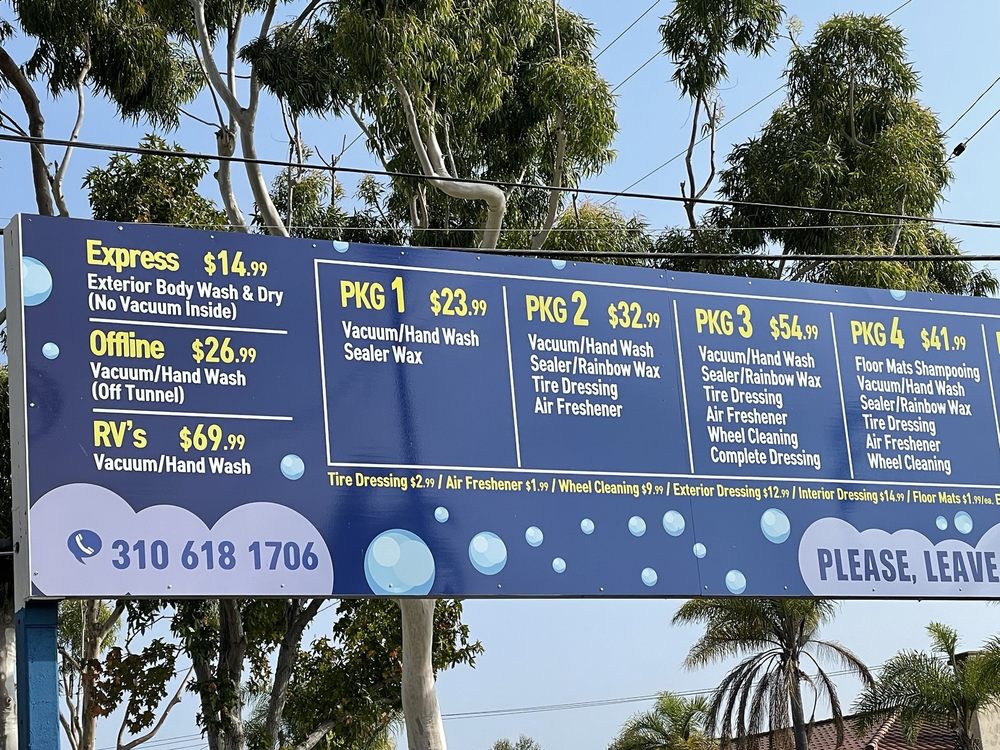 Express $14.99
Exterior Body Wash & Dry
(No Vacuum Inside)
Offline $26.99
Vacuum/Hand Wash
(Off Tunnel)
RV's $69.99
Vacuum/Hand Wash
310 618 1706
PKG 1 $23.99
Vacuum/Hand Wash
Sealer Wax
PKG 2 $32.99
Vacuum/Hand Wash
Sealer/Rainbow Wax
Tire Dressing
Air Freshener
PKG 3 $54.99
Vacuum/Hand Wash
Sealer/Rainbow Wax
Tire Dressing
Air Freshener
Wheel Cleaning
Complete Dressing
PKG 4 $41.99
Floor Mats Shampooing
Vacuum/Hand Wash
Sealer/Rainbow Wax
Tire Dressing
Air Freshener
Wheel Cleaning
Tire Dressing $2.99 / Air Freshener $1.99 / Wheel Cleaning $9.99 / Exterior Dressing $12.99 / Interior Dressing $14.99 / Floor Mats $1.99/ea.
PLEASE, LEAVE